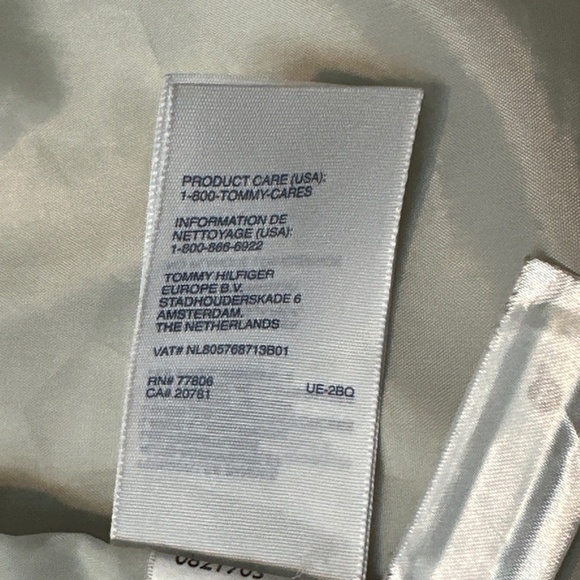 PRODUCT CARE (USA):
1-800-TOMMY-CARES
INFORMATION DE
NETTOYAGE (USA):
1-800-866-6922
TOMMY HILFIGER
EUROPE B.V.
STADHOUDERSKADE 6
AMSTERDAM,
THE NETHERLANDS
VAT# NL805768713B01
RN# 77806 UE-2BQ
CA# 20761